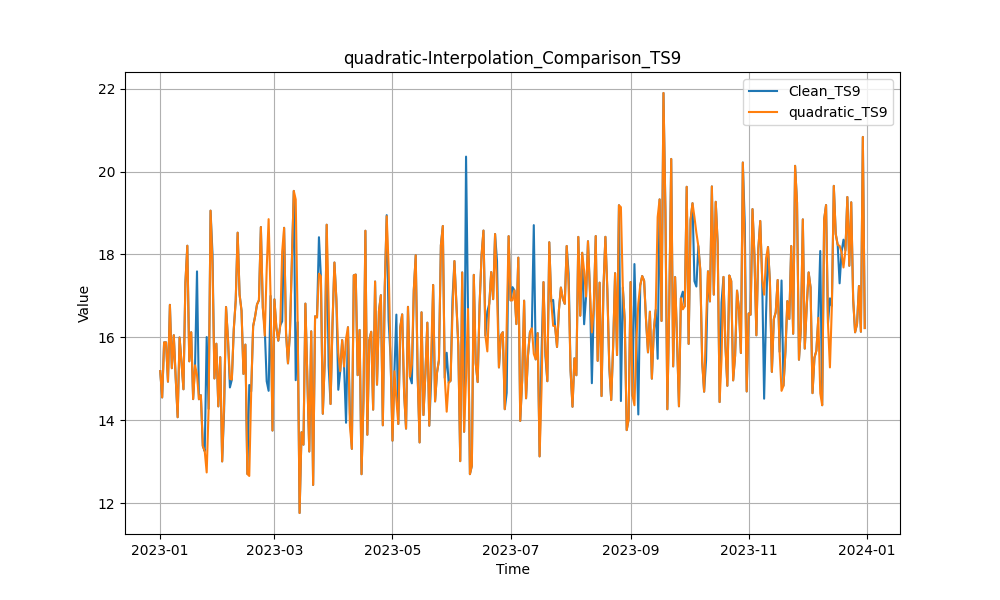 quadratic-Interpolation_Comparison_TS9
Clean_TS9
quadratic_TS9
Value
22
20
18
16
14
12
2023-01
2023-03
2023-05
2023-07
2023-09
2023-11
2024-01
Time